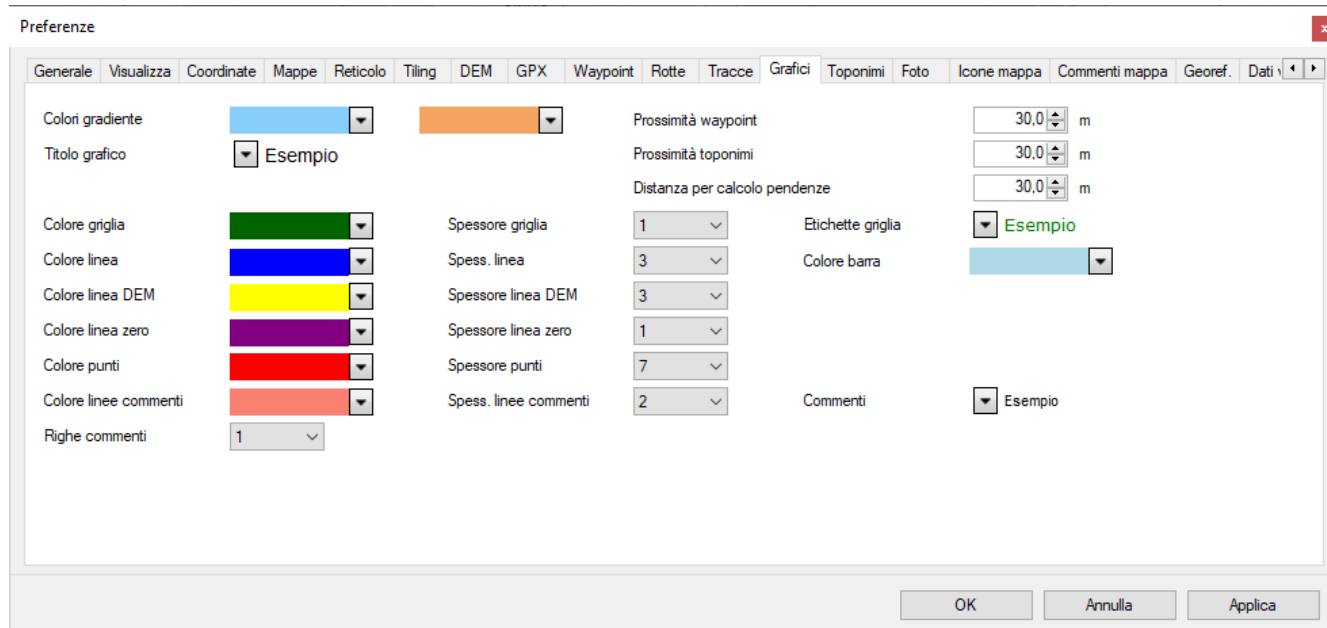 Preferenze
x
Generale Visualizza Coordinate Mappe Reticolo Tiling DEM GPX Waypoint Rotte Tracce Grafici Toponimi Foto Icone mappa Commenti mappa Georef. Dati
Colori gradiente Prossimità waypoint 30,0 m
Titolo grafico Esempio Prossimità toponimi 30,0 m
Distanza per calcolo pendenze 30,0 m
Colore griglia Spessore griglia 1 Etichette griglia Esempio
Colore linea Spess. linea 3 Colore barra
Colore linea DEM Spessore linea DEM 3
Colore linea zero Spessore linea zero 1
Colore punti Spessore punti 7
Colore linee commenti Spess. linee commenti 2 Commenti Esempio
Righe commenti 1
OK Annulla Applica